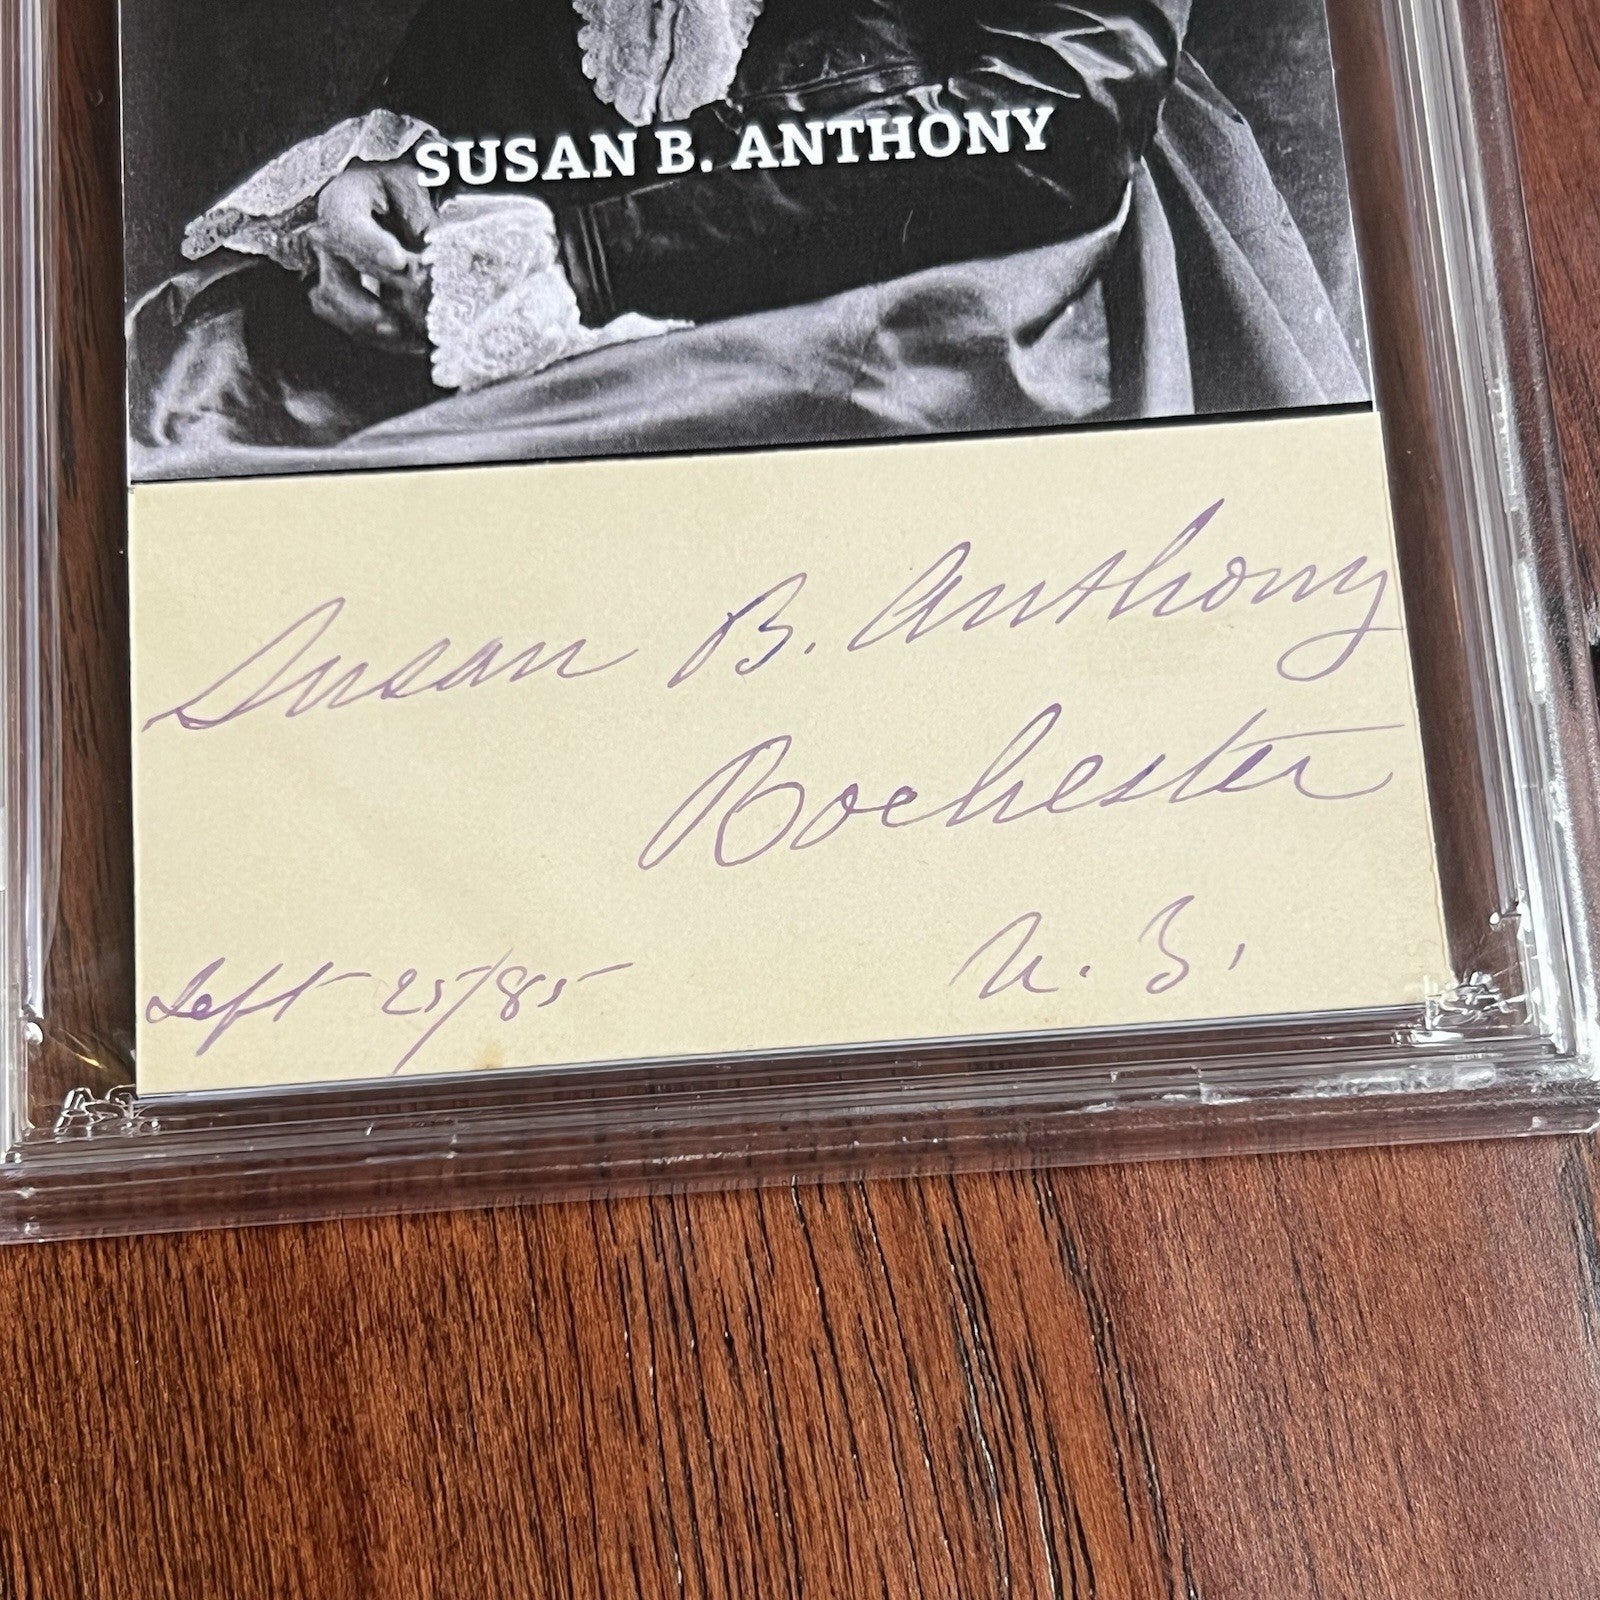 SUSAN B. ANTHONY
Susan B. Anthony
Rochester
N. Y.
Sept 25/85